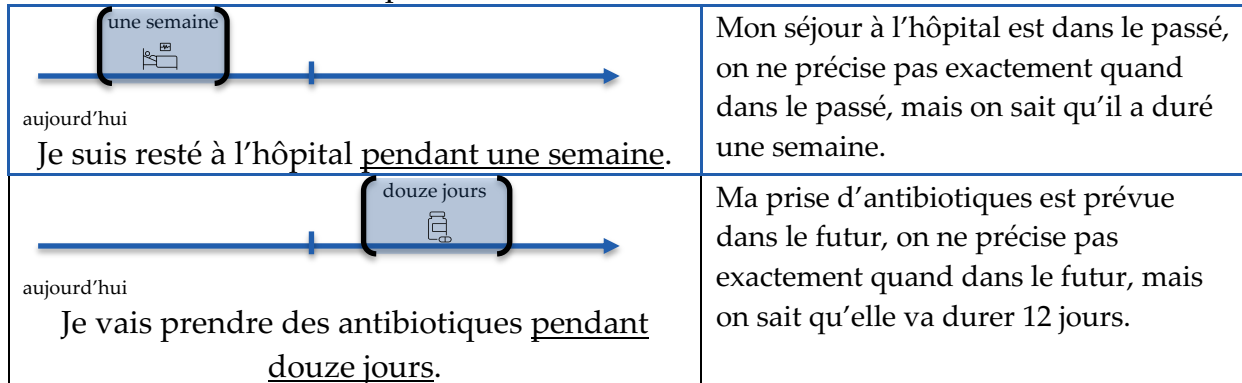 une semaine
aujourd’hui
Je suis resté à l’hôpital pendant une semaine.
Mon séjour à l’hôpital est dans le passé,
on ne précise pas exactement quand
dans le passé, mais on sait qu’il a duré
une semaine.
douze jours
aujourd’hui
Je vais prendre des antibiotiques pendant
douze jours.
Ma prise d’antibiotiques est prévue
dans le futur, on ne précise pas
exactement quand dans le futur, mais
on sait qu’elle va durer 12 jours.